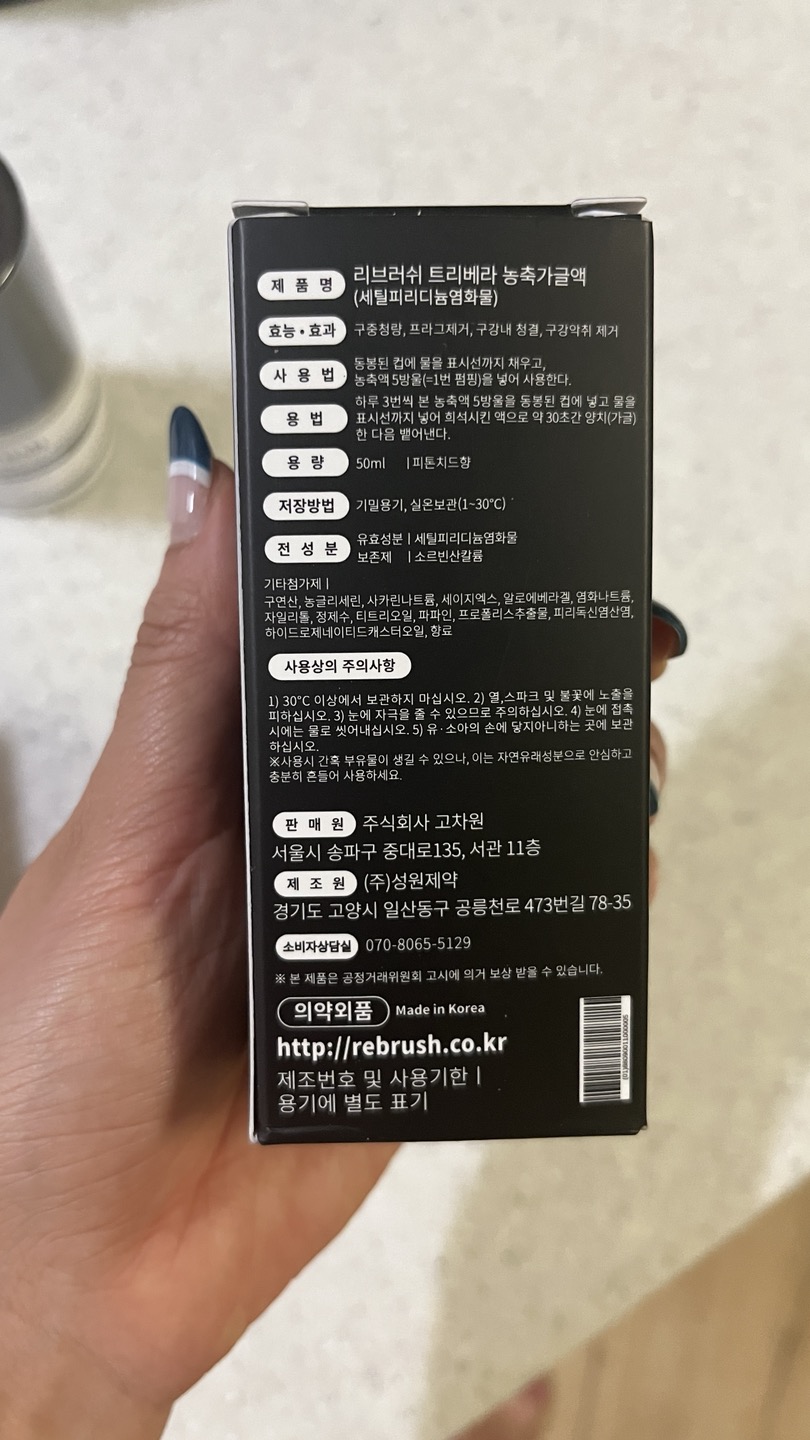 제 품 명 리브러쉬 트리베라 농축가글액
(세틸피리디늄염화물)
효능•효과 구중청량, 프라그제거, 구강내 청결, 구강악취 제거
사 용 법 동봉된 컵에 물을 표시선까지 채우고,
농축액 5방울(=1번 펌핑)을 넣어 사용한다.
용 법 하루 3번씩 본 농축액 5방울을 동봉된 컵에 넣고 물을
표시선까지 넣어 희석시킨 액으로 약 30초간 양치(가글)
한 다음 뱉어낸다.
용 량 50ml | 피톤치드향
저장방법 기밀용기, 실온보관(1~30°C)
전 성 분 유효성분 | 세틸피리디늄염화물
보존제 | 소르빈산칼륨
기타첨가제 |
구연산, 농글리세린, 사카린나트륨, 세이지엑스, 알로에베라겔, 염화나트륨,
자일리톨, 정제수, 티트리오일, 파파인, 프로폴리스추출물, 피리독신염산염,
하이드로제네이티드캐스터오일, 향료
사용상의 주의사항
1) 30°C 이상에서 보관하지 마십시오. 2) 열,스파크 및 불꽃에 노출을
피하십시오. 3) 눈에 자극을 줄 수 있으므로 주의하십시오. 4) 눈에 접촉
시에는 물로 씻어내십시오. 5) 유·소아의 손에 닿지아니하는 곳에 보관
하십시오.
※사용시 간혹 부유물이 생길 수 있으나, 이는 자연유래성분으로 안심하고
충분히 흔들어 사용하세요.
판 매 원 주식회사 고차원
서울시 송파구 중대로135, 서관 11층
제 조 원 (주)성원제약
경기도 고양시 일산동구 공릉천로 473번길 78-35
소비자상담실 070-8065-5129
※ 본 제품은 공정거래위원회 고시에 의거 보상 받을 수 있습니다.
의약외품 Made in Korea
http://rebrush.co.kr
제조번호 및 사용기한 |
용기에 별도 표기